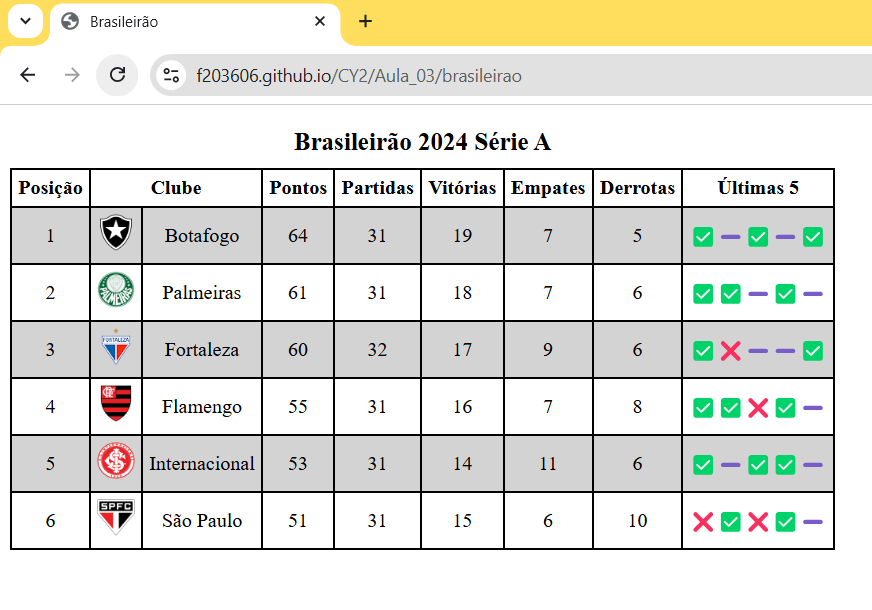 Brasileirão
f203606.github.io/CY2/Aula_03/brasileirao
Brasileirão 2024 Série A
Posição Clube Pontos Partidas Vitórias Empates Derrotas Últimas 5
1 Botafogo 64 31 19 7 5 ✅ ➖ ✅ ➖ ✅
2 PALMEIRAS Palmeiras 61 31 18 7 6 ✅ ✅ ➖ ✅ ➖
3 FORTALEZA Fortaleza 60 32 17 9 6 ✅ ❌ ➖ ➖ ✅
4 Flamengo 55 31 16 7 8 ✅ ✅ ❌ ✅ ➖
5 Internacional 53 31 14 11 6 ✅ ➖ ✅ ✅ ➖
6 SPFC São Paulo 51 31 15 6 10 ❌ ✅ ❌ ✅ ➖